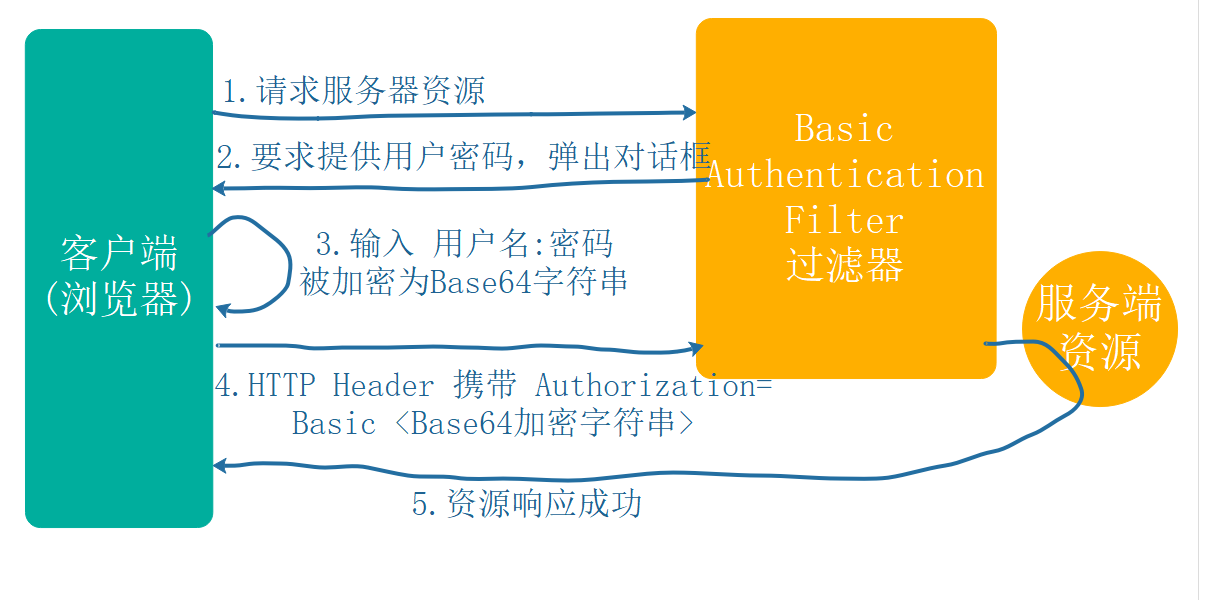 1.请求服务器资源
2.要求提供用户密码，弹出对话框
Basic
Authentication
Filter
过滤器
客户端
(浏览器)
3.输入 用户名:密码
被加密为Base64字符串
服务端
资源
4.HTTP Header 携带 Authorization=
Basic <Base64加密字符串>
5.资源响应成功